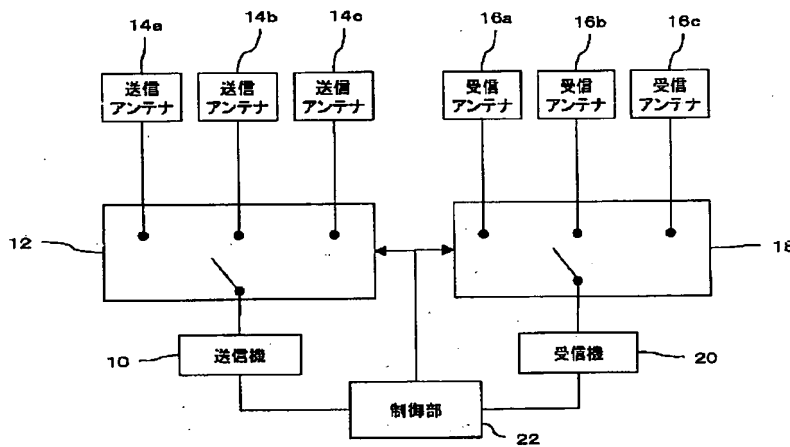 14a
14b
14c
16a
16b
16c
送信
アンテナ
送信
アンテナ
送信
アンテナ
受信
アンテナ
受信
アンテナ
受信
アンテナ
12
18
10
送信機
受信機
20
制御部
22